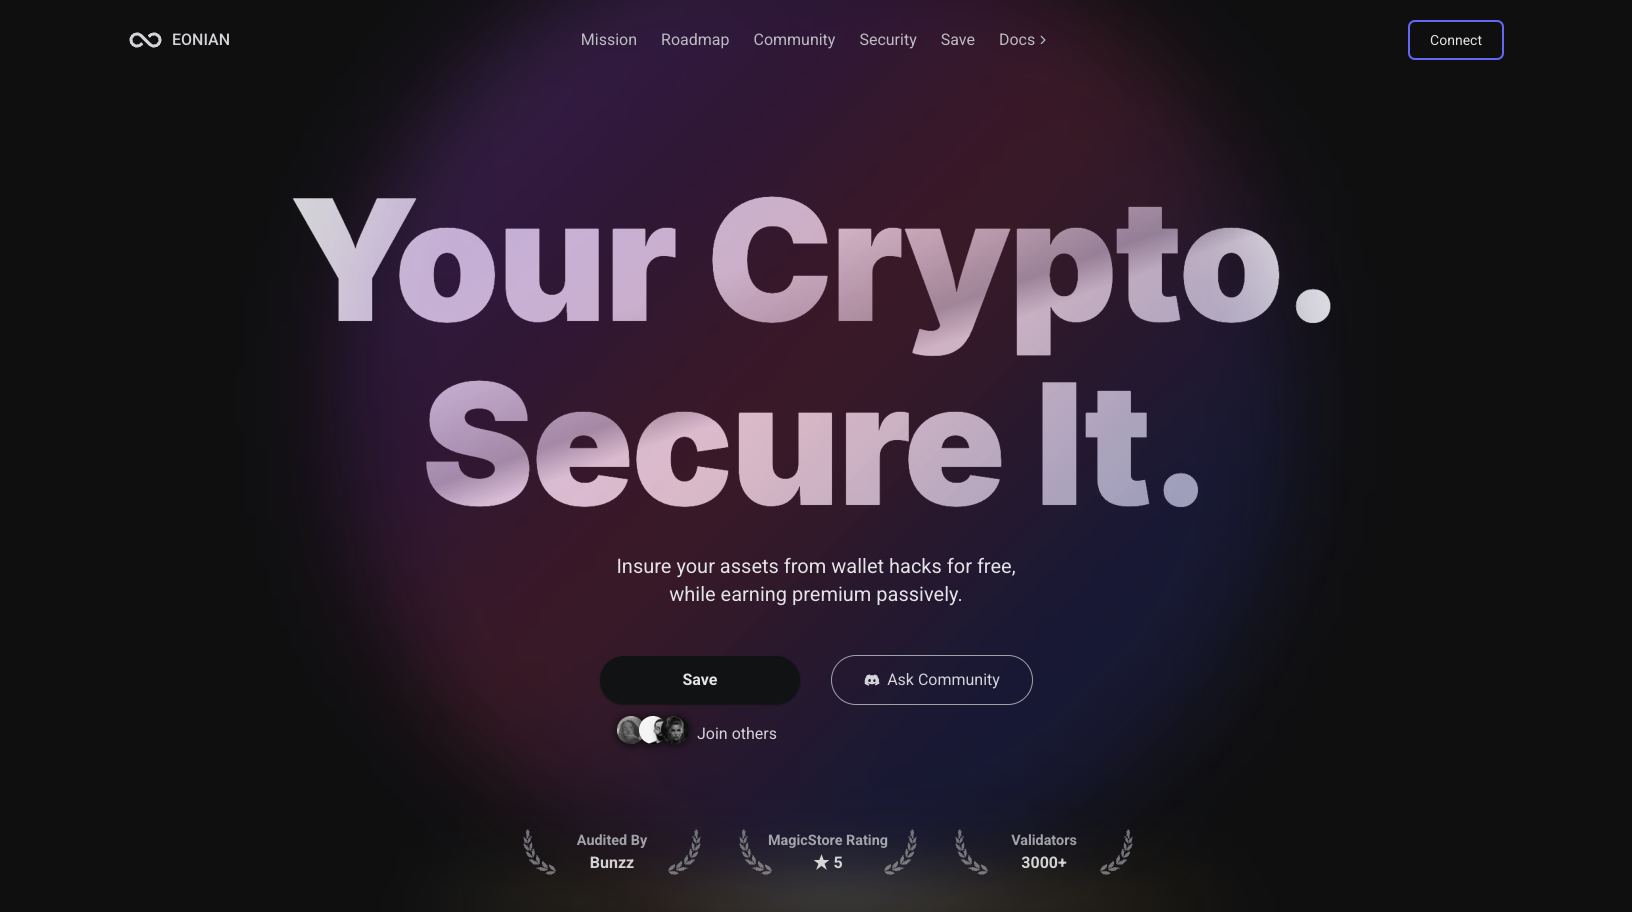 EONIAN
Mission
Roadmap
Community
Security
Save
Docs
Connect
Your Crypto.
Secure It.
Insure your assets from wallet hacks for free,
while earning premium passively.
Save
Ask Community
Join others
Audited By
Bunzz
MagicStore Rating
★ 5
Validators
3000+